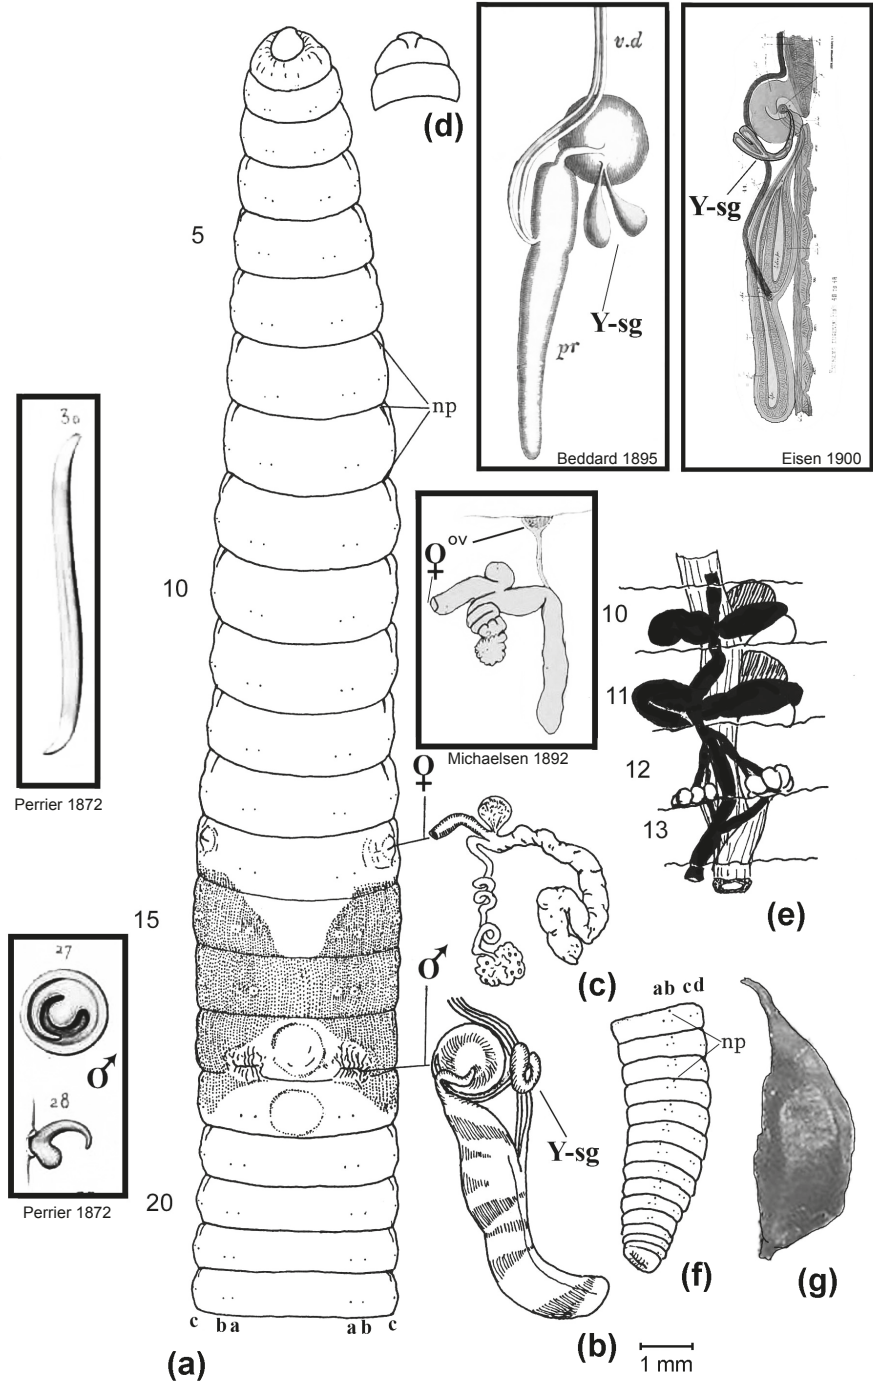 (d)
v.d
Y-sg
pr
Beddard 1895
Y-sg
Eisen 1900
5
np
30
Perrier 1872
10
ov
♀
Michaelsen 1892
10
11
12
13
(e)
♀
15
♂
(c)
27
♂
28
Perrier 1872
Y-sg
ab cd
np
20
(f)
(g)
c
b a
a b
c
(a)
(b)
1 mm